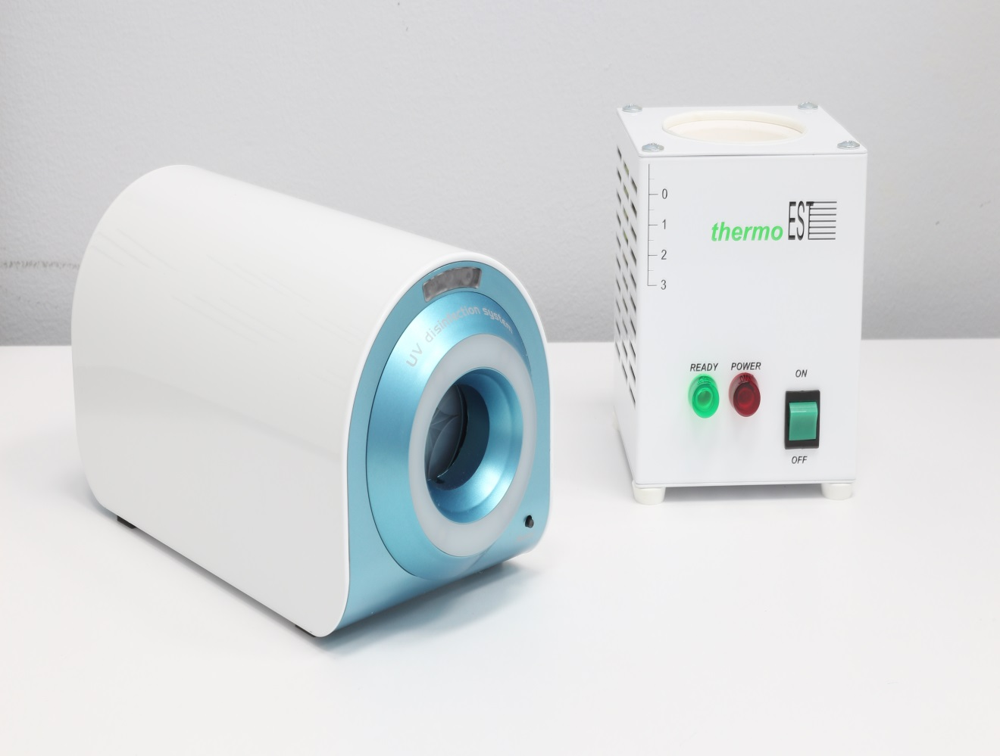 UV disinfection system
0
1
2
3
thermo EST
READY
POWER
ON
OFF